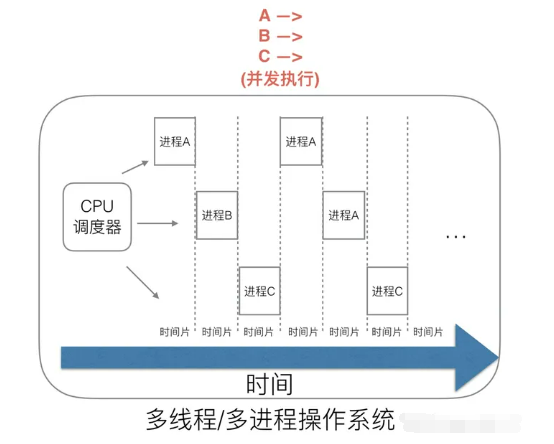 A —>
B —>
C —>
(并发执行)
进程A
进程A
CPU
调度器
进程B
进程A
...
进程C
进程C
时间片
时间片
时间片
时间片
时间片
时间片
时间片
时间
多线程/多进程操作系统